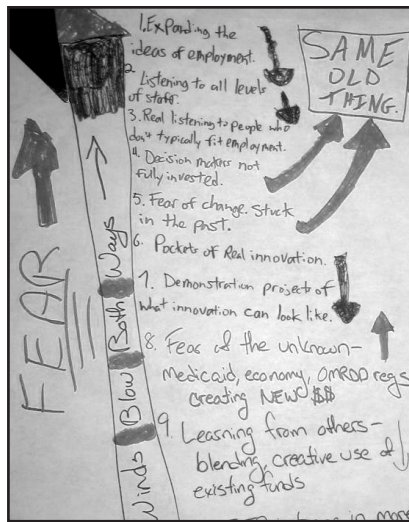 1. Expanding the
ideas of employment.
2
Listening to all levels
of staff.
3. Real listening to people who
don't typically fit employment.
4. Decision makers not
fully invested.
5. Fear of change. Stuck
in the past.
6. Pockets of Real innovation.
7. Demonstration projects of
what innovation can look like.
8. Fear of the unknown-
medicaid, economy, OMRDD regs
creating NEW $$
9. Learning from others-
blending, creative use of
existing funds
SAME
OLD
THING.
FEAR
Winds Blow Both Ways